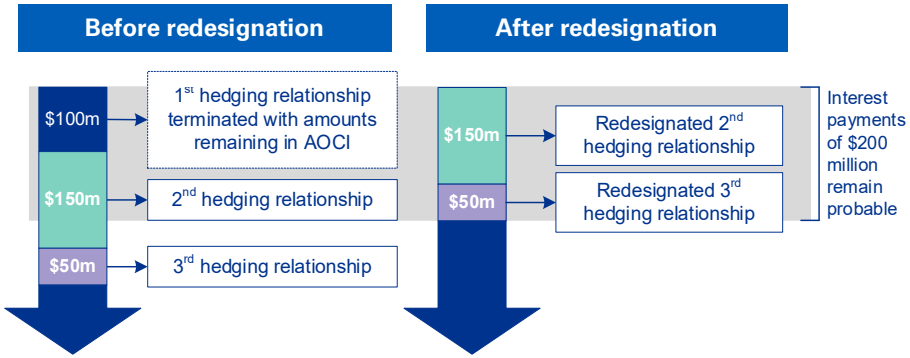 Before redesignation
After redesignation
$100m
1st hedging relationship
terminated with amounts
remaining in AOCI
$150m
2nd hedging relationship
$50m
3rd hedging relationship
$150m
Redesignated 2nd
hedging relationship
$50m
Redesignated 3rd
hedging relationship
Interest
payments
of $200
million
remain
probable